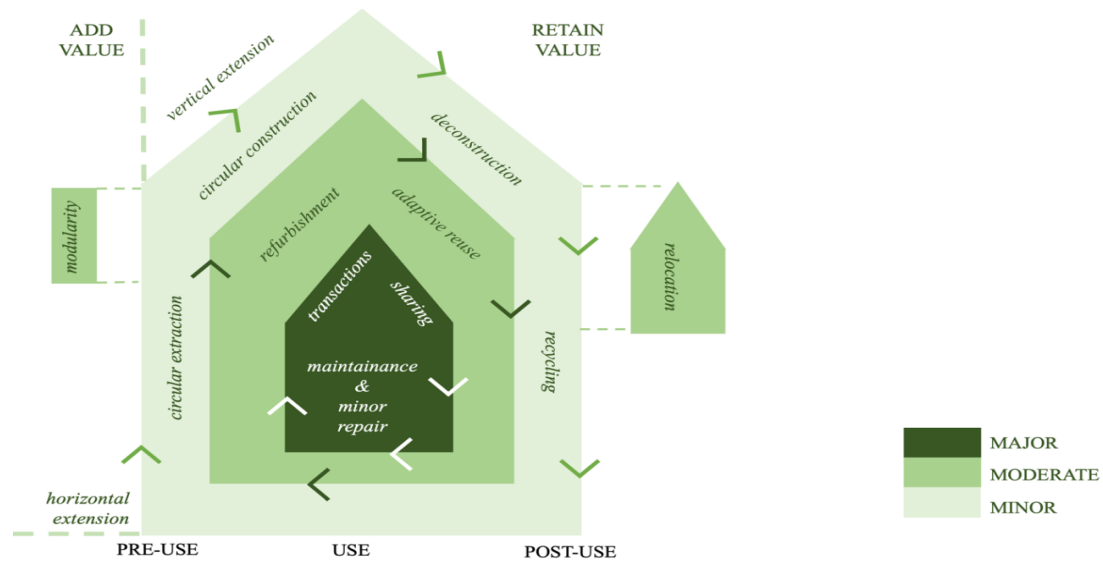 ADD
VALUE
RETAIN
VALUE
vertical extension
circular construction
deconstruction
refurbishment
adaptive reuse
modularity
relocation
transactions
sharing
circular extraction
recycling
maintainance
&
minor
repair
horizontal
extension
PRE-USE
USE
POST-USE
MAJOR
MODERATE
MINOR